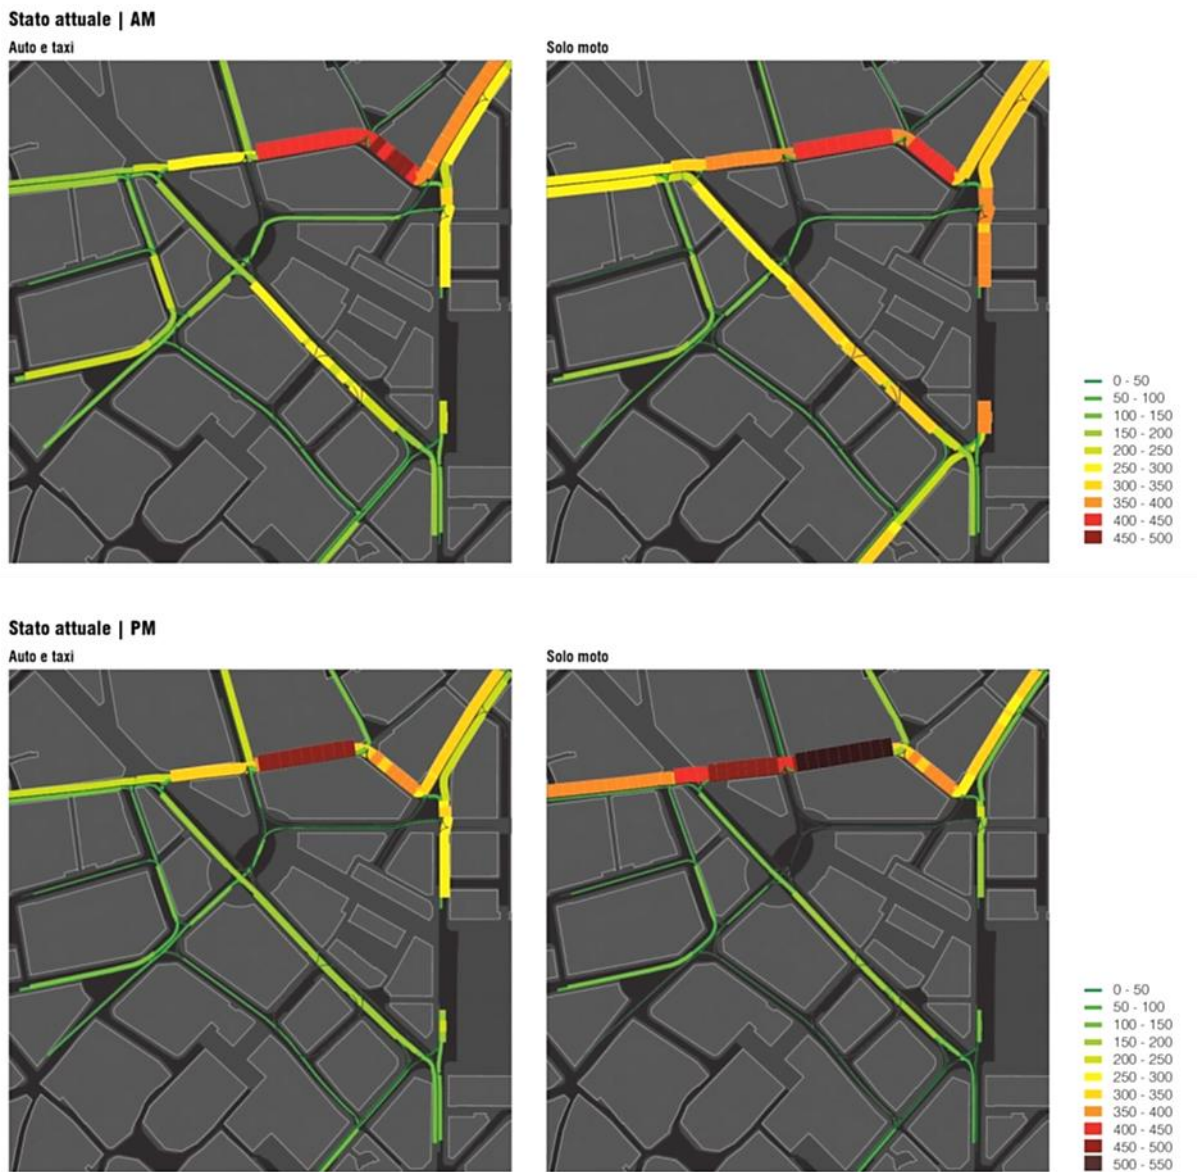 Stato attuale | AM
Auto e taxi
Solo moto
0 - 50
50 - 100
100 - 150
150 - 200
200 - 250
250 - 300
300 - 350
350 - 400
400 - 450
450 - 500
Stato attuale | PM
Auto e taxi
Solo moto
0 - 50
50 - 100
100 - 150
150 - 200
200 - 250
250 - 300
300 - 350
350 - 400
400 - 450
450 - 500
500 - 550